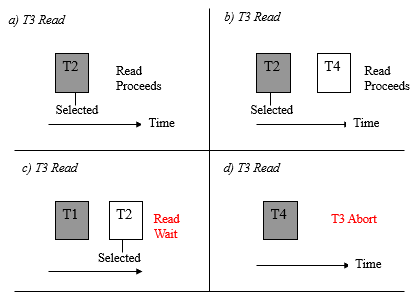 a) T3 Read
T2
Read
Proceeds
Selected
Time
b) T3 Read
T2
T4
Read
Proceeds
Selected
Time
c) T3 Read
T1
T2
Read
Wait
Selected
d) T3 Read
T4
T3 Abort
Time